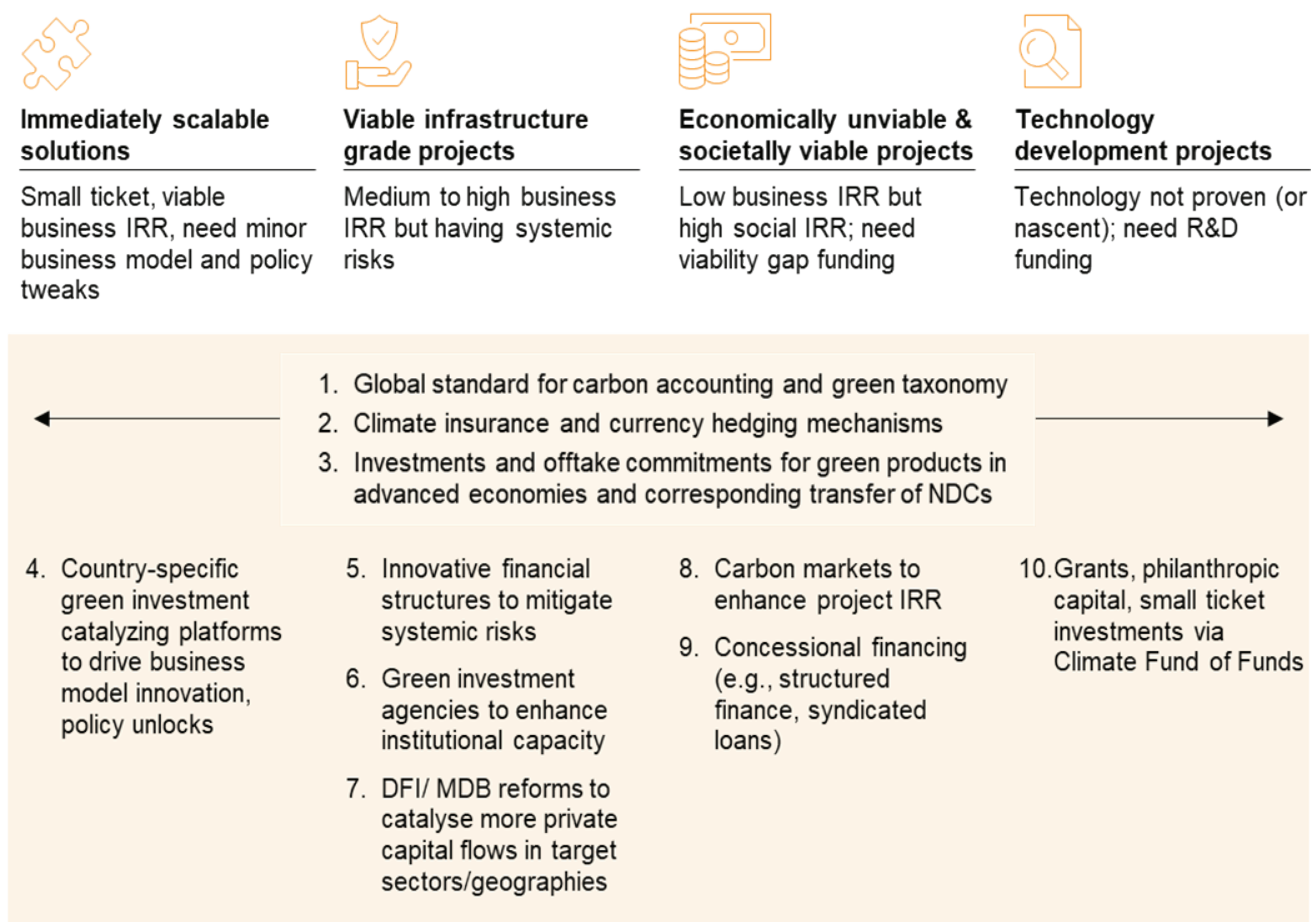 Immediately scalable
solutions
Small ticket, viable
business IRR, need minor
business model and policy
tweaks
Viable infrastructure
grade projects
Medium to high business
IRR but having systemic
risks
Economically unviable &
societally viable projects
Low business IRR but
high social IRR; need
viability gap funding
Technology
development projects
Technology not proven (or
nascent); need R&D
funding
1. Global standard for carbon accounting and green taxonomy
2. Climate insurance and currency hedging mechanisms
3. Investments and offtake commitments for green products in
advanced economies and corresponding transfer of NDCs
4. Country-specific
green investment
catalyzing platforms
to drive business
model innovation,
policy unlocks
5. Innovative financial
structures to mitigate
systemic risks
6. Green investment
agencies to enhance
institutional capacity
7. DFI/ MDB reforms to
catalyse more private
capital flows in target
sectors/geographies
8. Carbon markets to
enhance project IRR
9. Concessional financing
(e.g., structured
finance, syndicated
loans)
10. Grants, philanthropic
capital, small ticket
investments via
Climate Fund of Funds